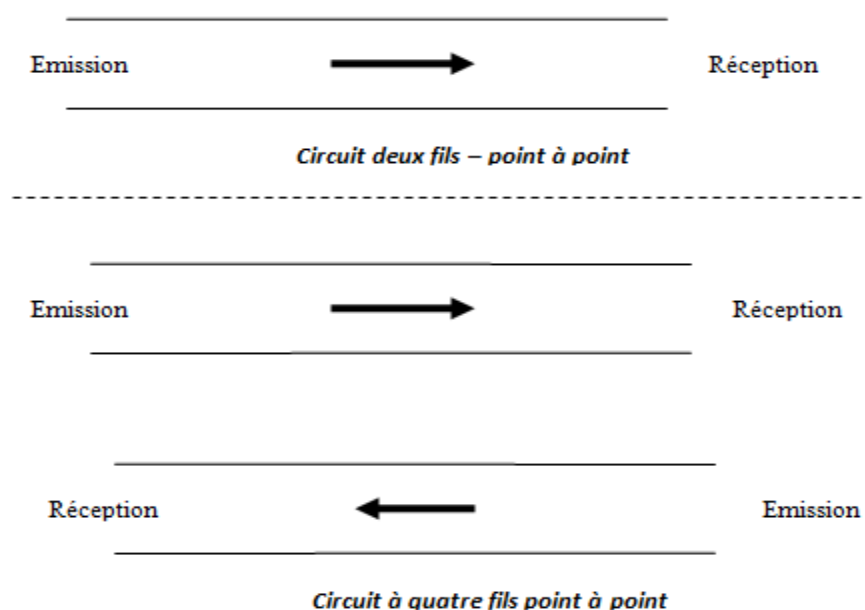 Emission Réception
Circuit deux fils – point à point
Emission Réception
Réception Emission
Circuit à quatre fils point à point